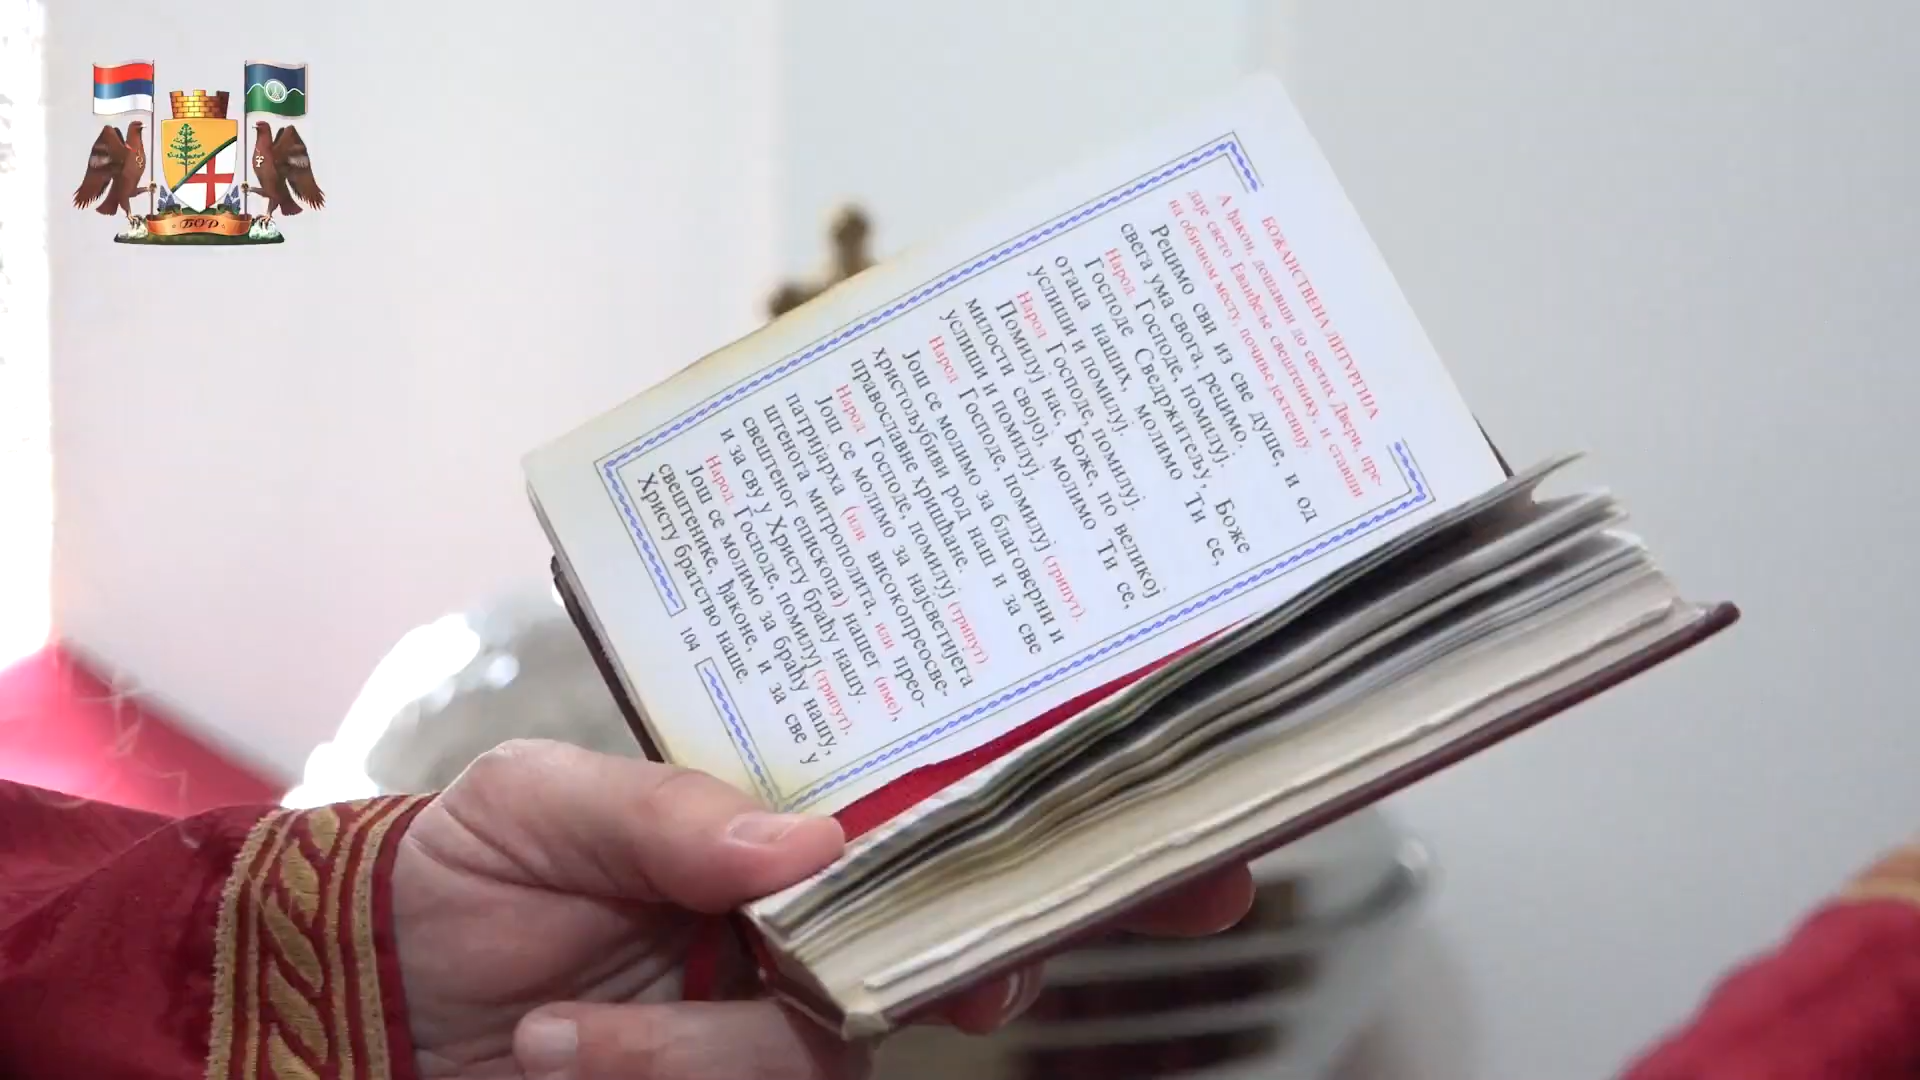 БОР
БОЖАНСТВЕНА ЛИТУРГИЈА
А ђакон, дошавши до светих Двери, пре-
даје свето Еванђеље свештенику, и ставши
на обичном месту, почиње јектенију:
Рецимо сви из све душе, и од
свега ума свога, рецимо.
Народ Господе, помилуј.
Господе Сведржитељу, Боже
отаца наших, молимо Ти се,
услиши и помилуј.
Народ Господе, помилуј.
Помилуј нас, Боже, по великој
милости својој, молимо Ти се,
услиши и помилуј.
Народ Господе, помилуј (трипут).
Још се молимо за благоверни и
христољубиви род наш и за све
православне хришћане.
Народ Господе, помилуј (трипут)
Још се молимо за најсветијега
патријарха (или високопреосве-
штенога митрополита, или прео-
свештеног епископа) нашег (име),
и за сву у Христу браћу нашу.
Народ Господе, помилуј (трипут).
Још се молимо за браћу нашу,
свештенике, ђаконе, и за све у
Христу братство наше.
104